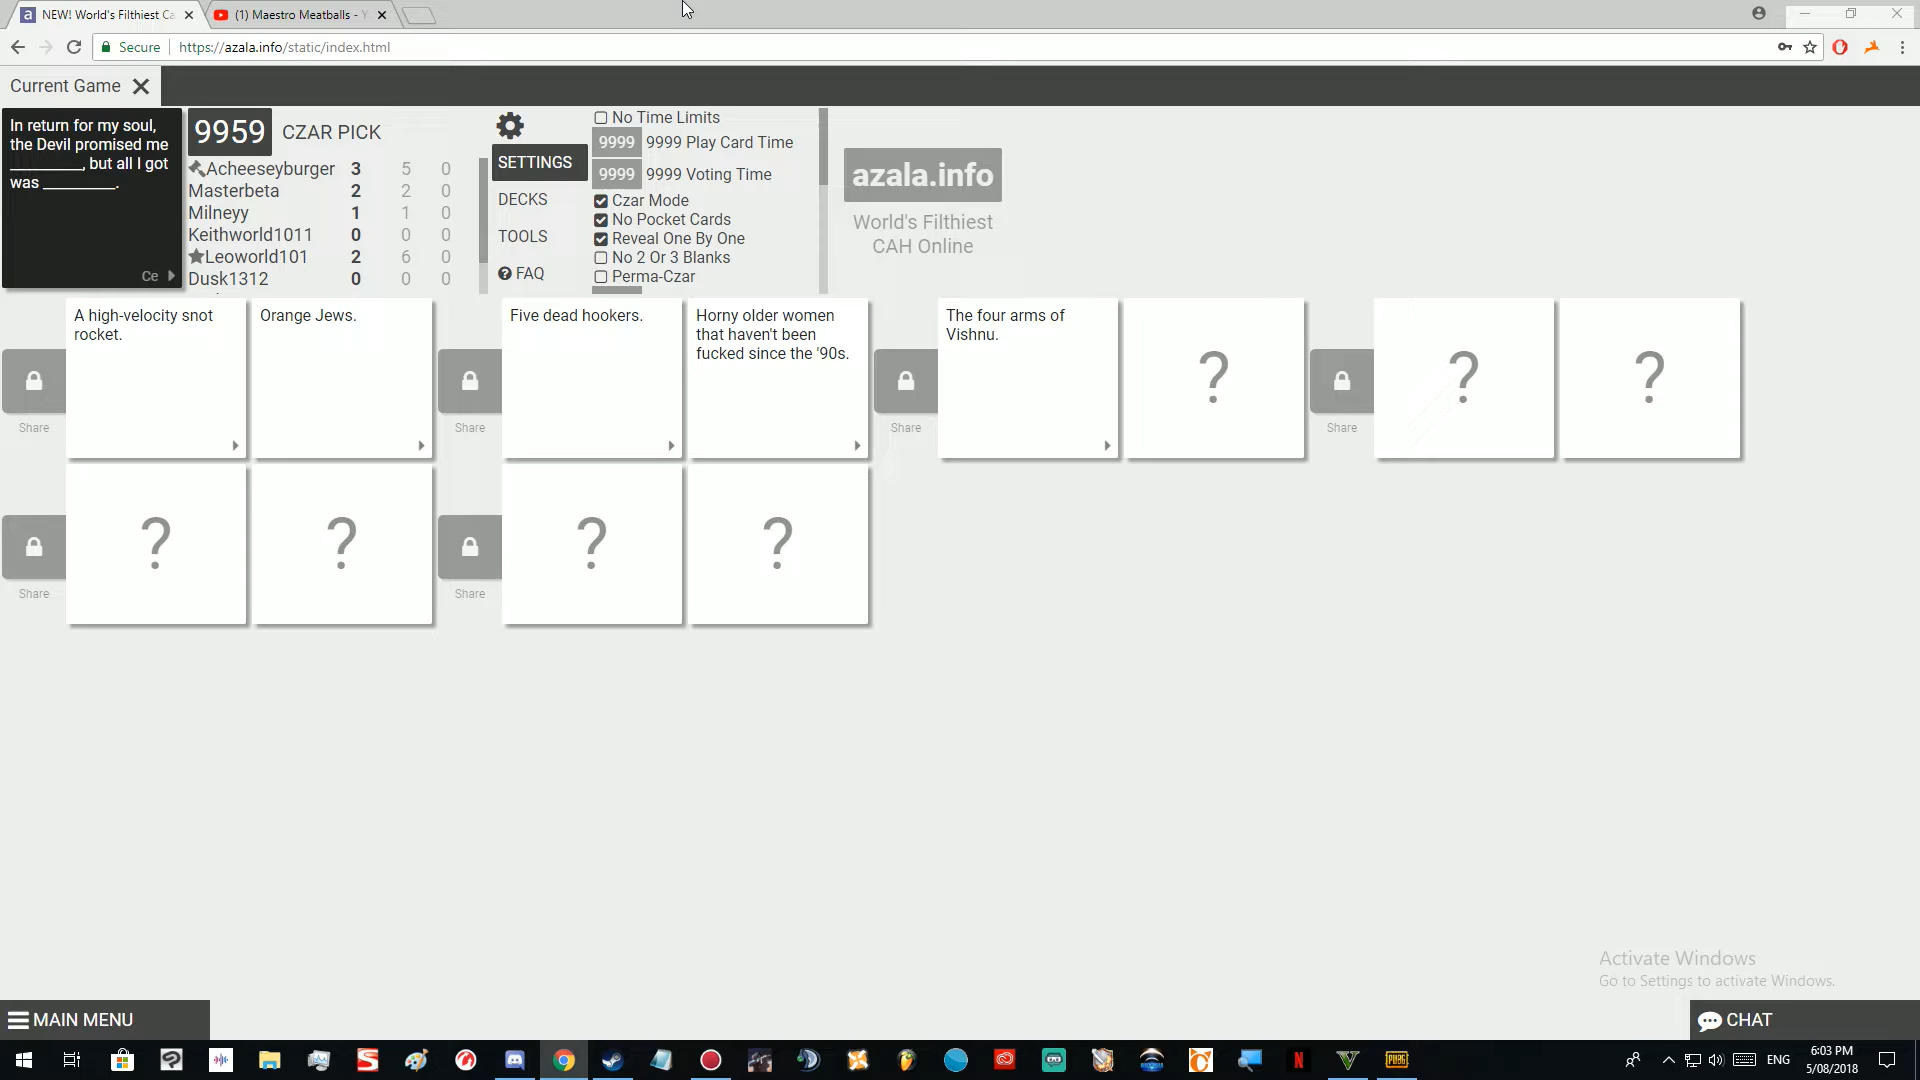 NEW! World's Filthiest Ca
(1) Maestro Meatballs - Y
Secure
https://azala.info/static/index.html
Current Game
In return for my soul,
the Devil promised me
_________, but all I got
was _________.
Ce
9959 CZAR PICK
Acheeseyburger 3 5 0
Masterbeta 2 2 0
Milneyy 1 1 0
Keithworld1011 0 0 0
Leoworld101 2 6 0
Dusk1312 0 0 0
SETTINGS
DECKS
TOOLS
FAQ
No Time Limits
9999 9999 Play Card Time
9999 9999 Voting Time
Czar Mode
No Pocket Cards
Reveal One By One
No 2 Or 3 Blanks
Perma-Czar
azala.info
World's Filthiest
CAH Online
Share
A high-velocity snot
rocket.
Orange Jews.
Share
Five dead hookers.
Horny older women
that haven't been
fucked since the '90s.
Share
The four arms of
Vishnu.
?
Share
?
?
Share
?
?
Share
?
?
Activate Windows
Go to Settings to activate Windows.
MAIN MENU
CHAT
ENG
6:03 PM
5/08/2018